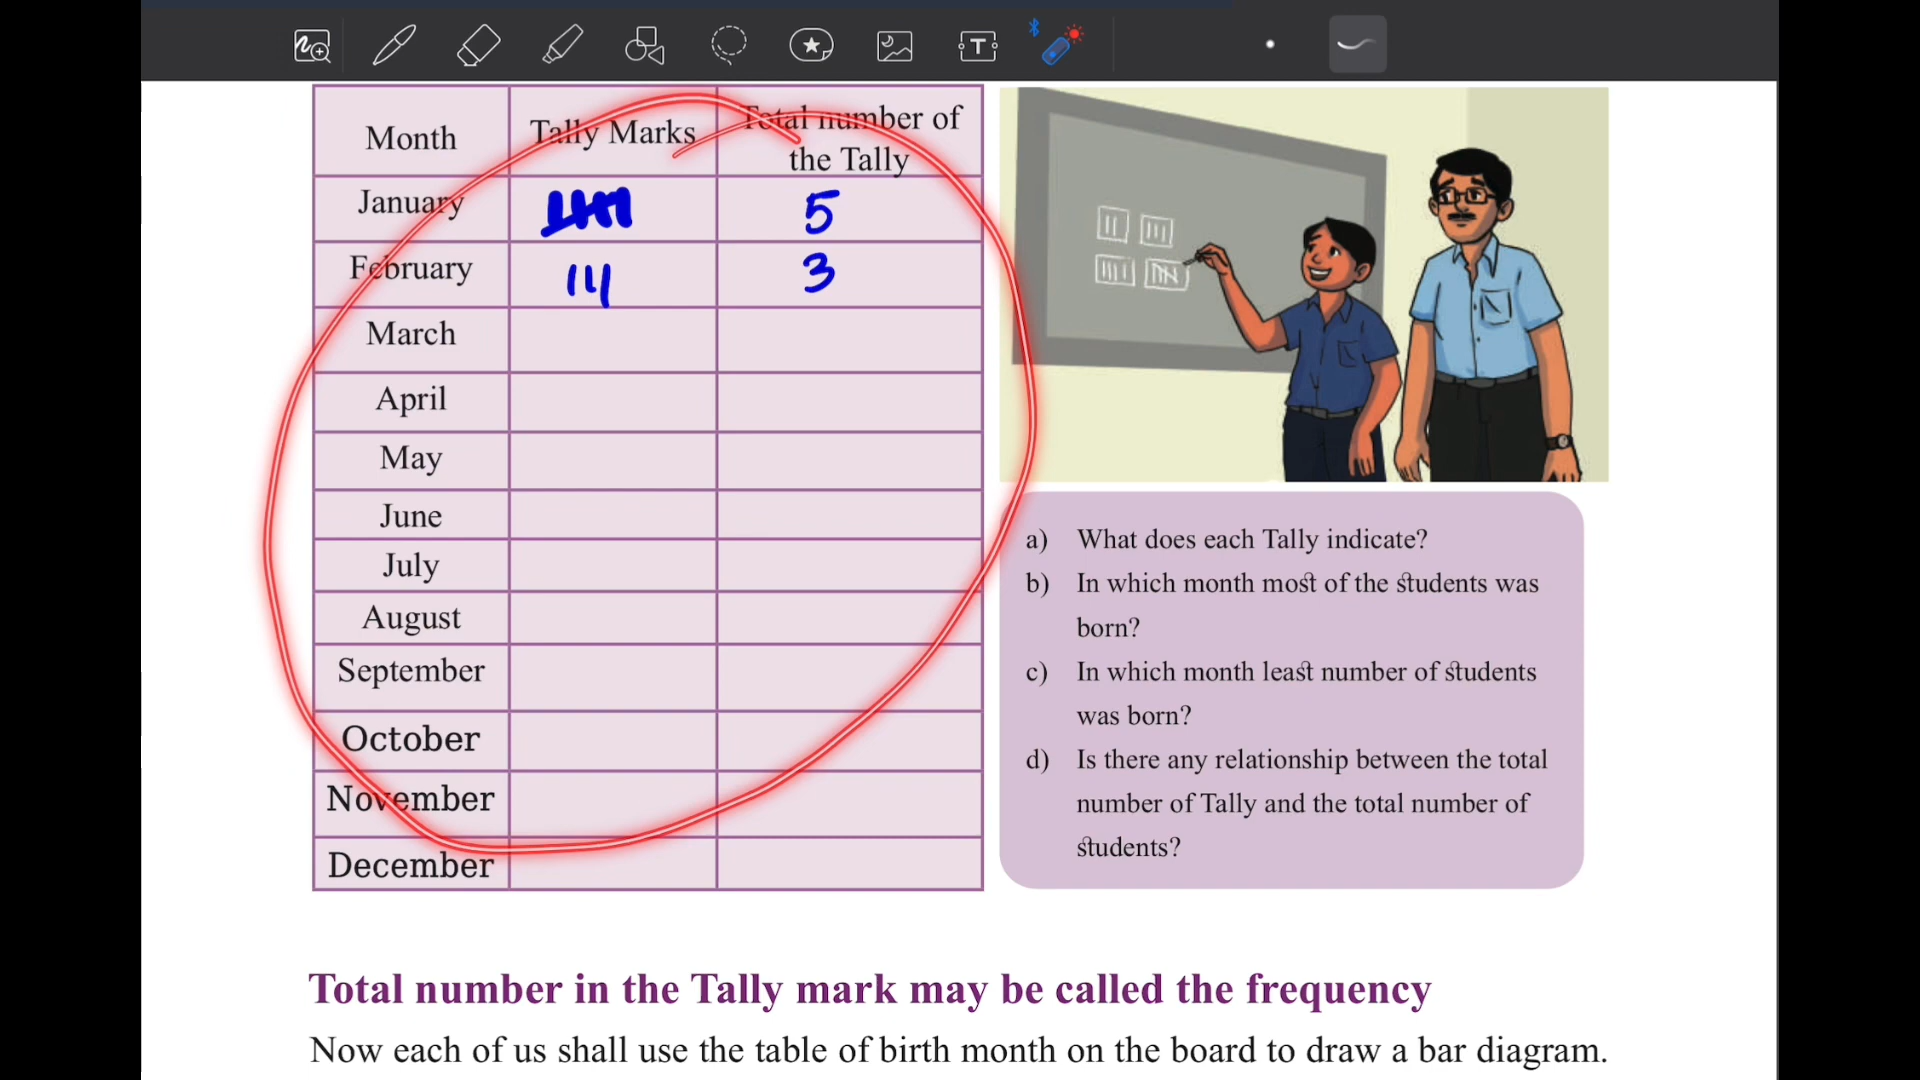 Month Tally Marks Total number of
the Tally
January 5
February 3
March
April
May
June
July
August
September
October
November
December
a) What does each Tally indicate?
b) In which month most of the students was
born?
c) In which month least number of students
was born?
d) Is there any relationship between the total
number of Tally and the total number of
students?
Total number in the Tally mark may be called the frequency
Now each of us shall use the table of birth month on the board to draw a bar diagram.